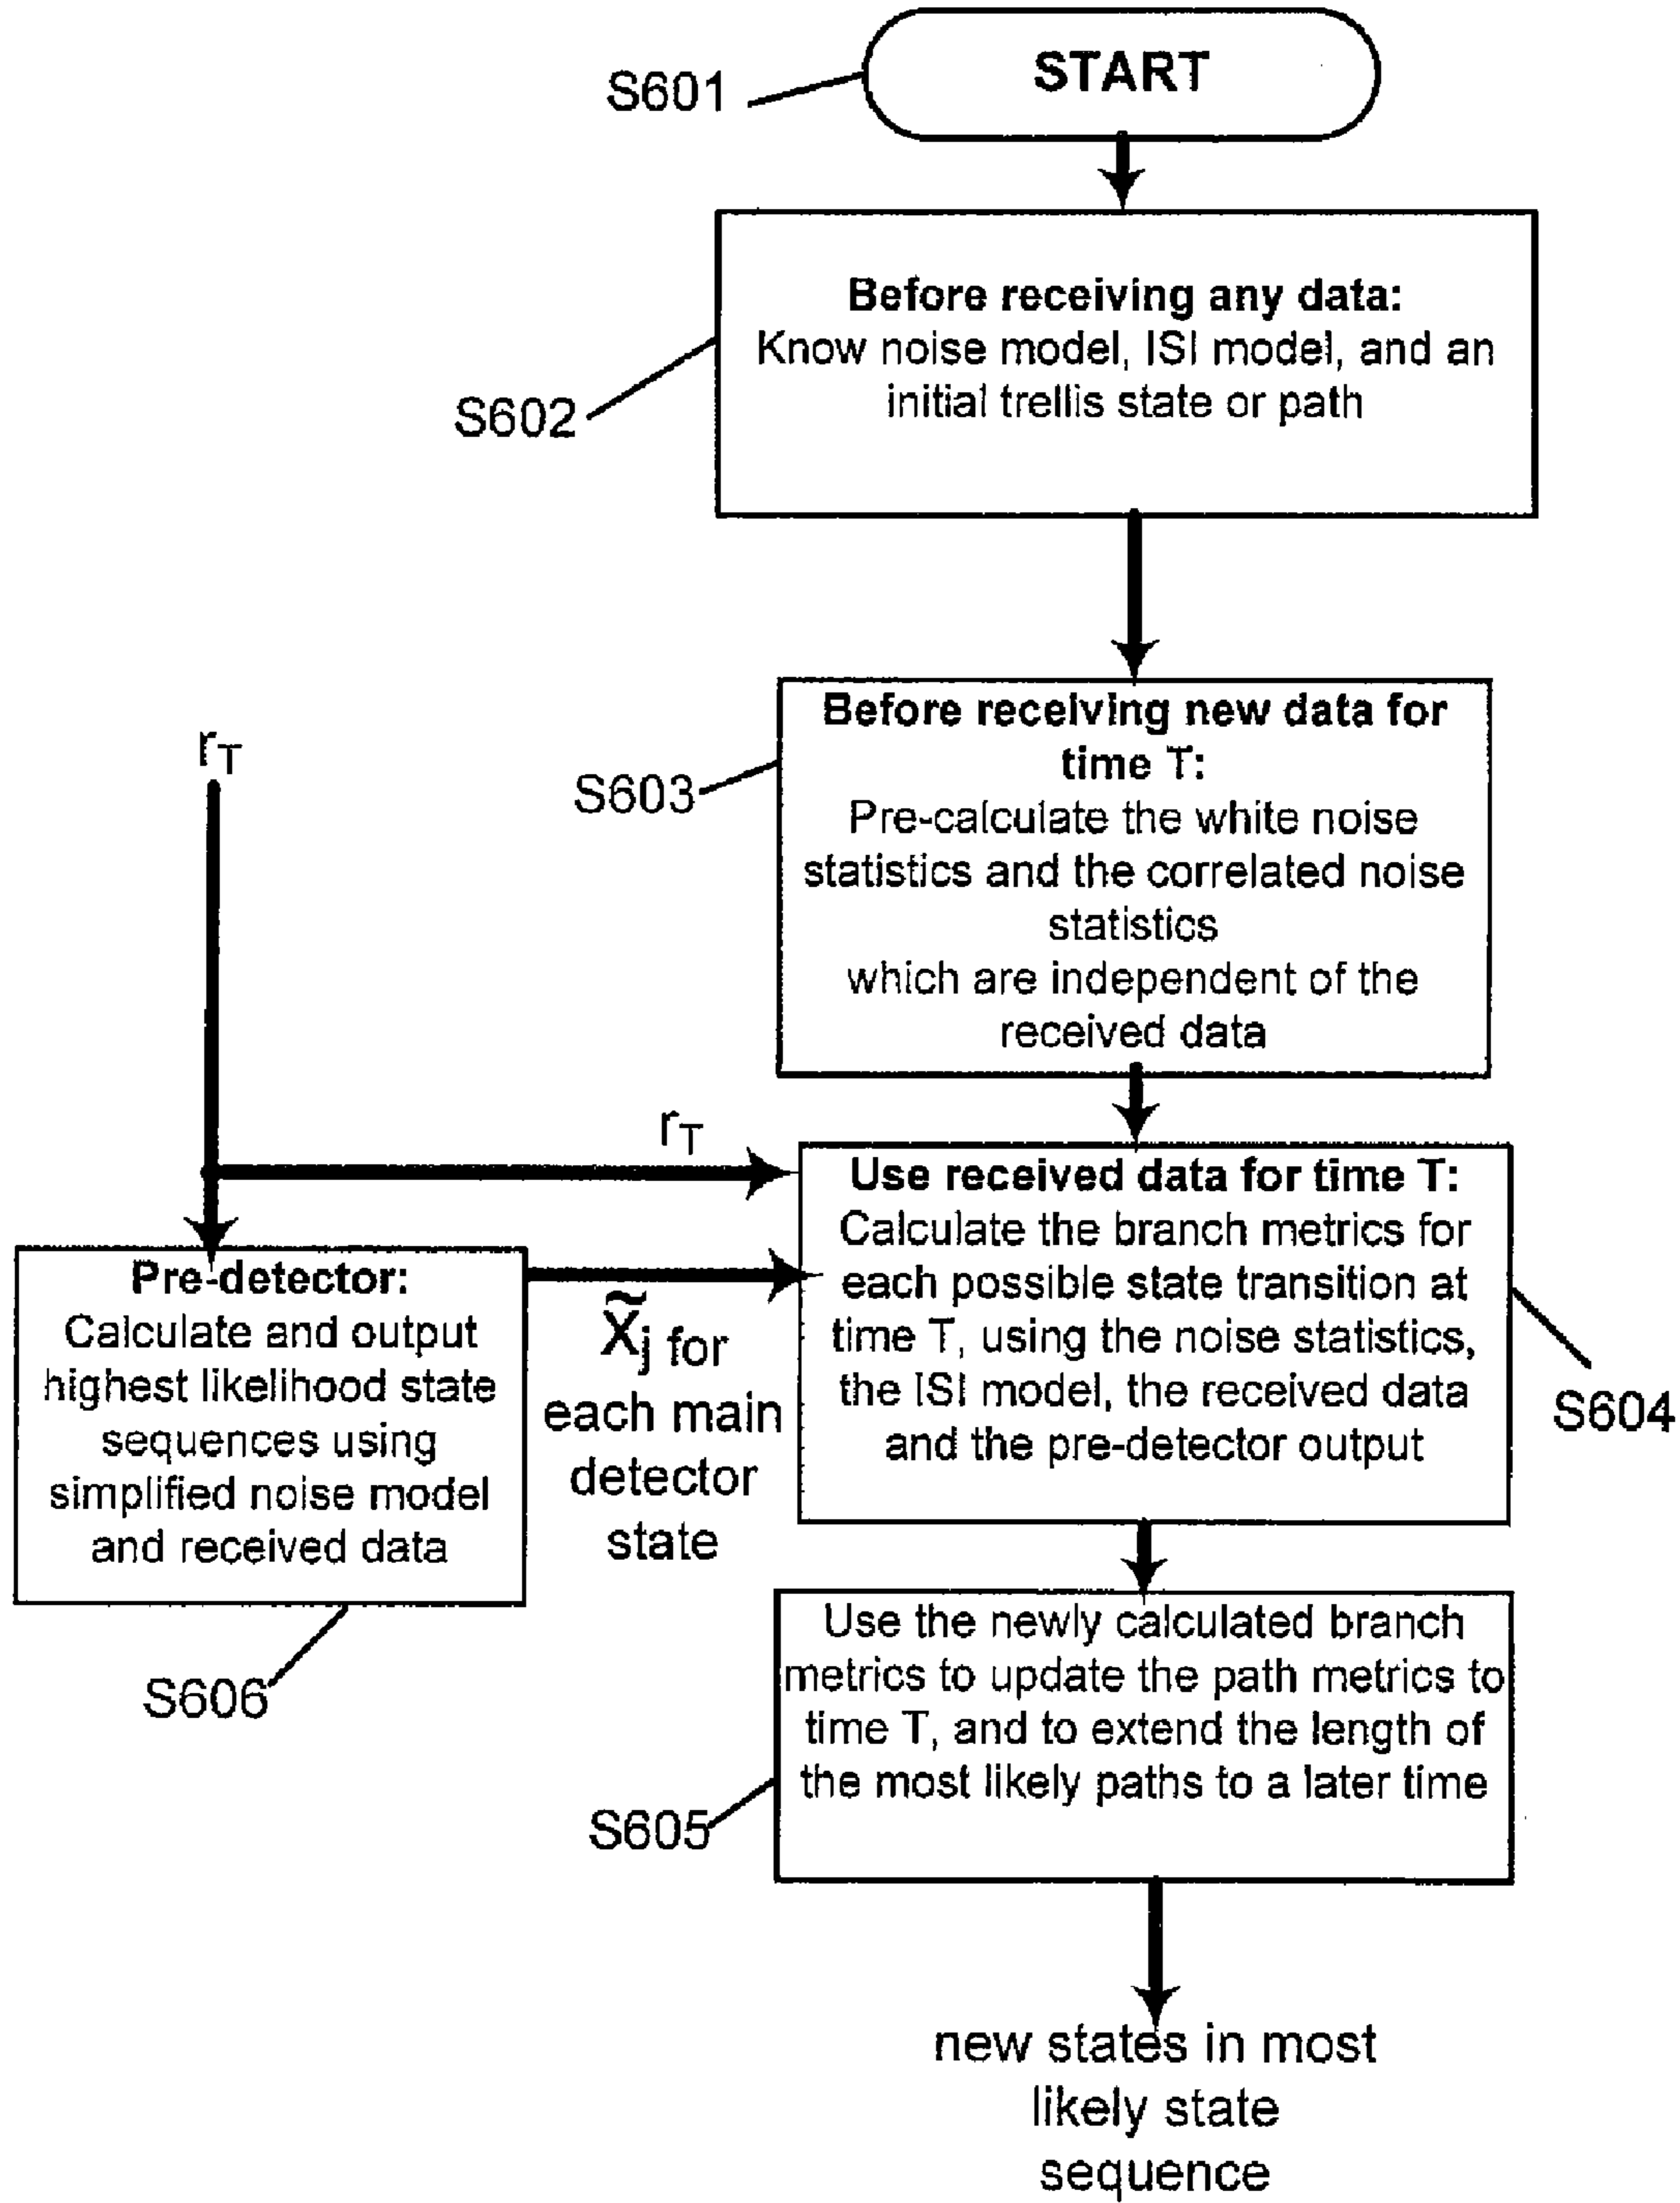 START
S601
Before receiving any data:
Know noise model, ISI model, and an
initial trellis state or path
S602
Before receiving new data for
time T:
Pre-calculate the white noise
statistics and the correlated noise
statistics
which are independent of the
received data
S603
r_T
r_T
Use received data for time T:
Calculate the branch metrics for
each possible state transition at
time T, using the noise statistics,
the ISI model, the received data
and the pre-detector output
S604
Pre-detector:
Calculate and output
highest likelihood state
sequences using
simplified noise model
and received data
S606
x̃_j for
each main
detector
state
Use the newly calculated branch
metrics to update the path metrics to
time T, and to extend the length of
the most likely paths to a later time
S605
new states in most
likely state
sequence